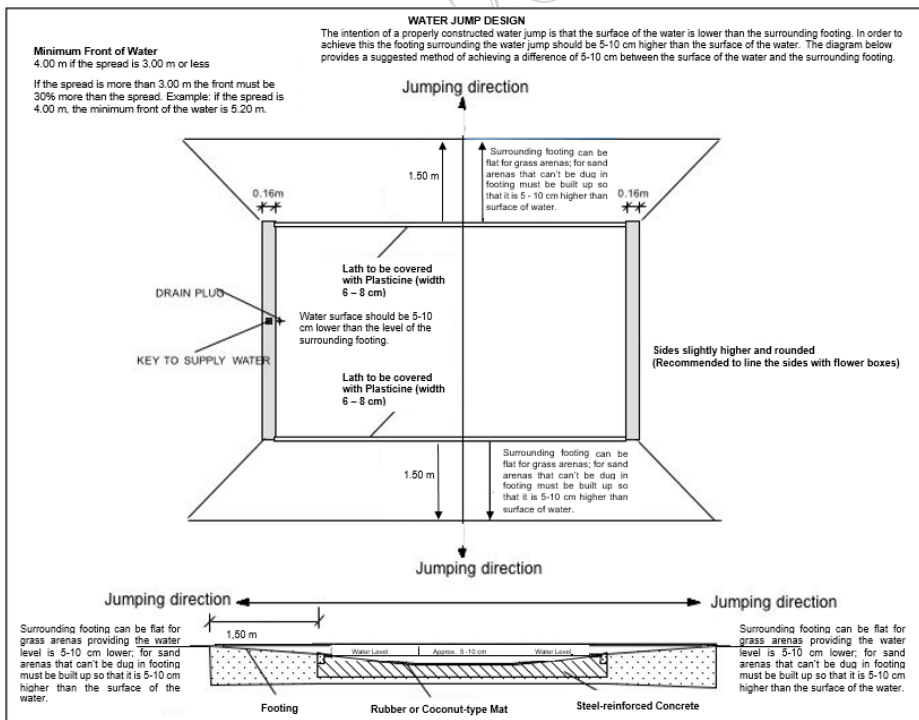 WATER JUMP DESIGN
The intention of a properly constructed water jump is that the surface of the water is lower than the surrounding footing. In order to
achieve this the footing surrounding the water jump should be 5-10 cm higher than the surface of the water. The diagram below
provides a suggested method of achieving a difference of 5-10 cm between the surface of the water and the surrounding footing.
Minimum Front of Water
4.00 m if the spread is 3.00 m or less
If the spread is more than 3.00 m the front must be
30% more than the spread. Example: if the spread is
4.00 m, the minimum front of the water is 5.20 m.
Jumping direction
1.50 m
Surrounding footing can be
flat for grass arenas; for sand
arenas that can't be dug in
footing must be built up so
that it is 5 - 10 cm higher than
surface of water.
0.16m
0.16m
Lath to be covered
with Plasticine (width
6 – 8 cm)
DRAIN PLUG
Water surface should be 5-10
cm lower than the level of the
surrounding footing.
KEY TO SUPPLY WATER
Sides slightly higher and rounded
(Recommended to line the sides with flower boxes)
Lath to be covered
with Plasticine (width
6 – 8 cm)
1.50 m
Surrounding footing can be
flat for grass arenas; for sand
arenas that can't be dug in
footing must be built up so
that it is 5-10 cm higher than
surface of water.
Jumping direction
Jumping direction
Jumping direction
1,50 m
Surrounding footing can be flat for
grass arenas providing the water
level is 5-10 cm lower; for sand
arenas that can't be dug in footing
must be built up so that it is 5-10 cm
higher than the surface of the
water.
Water Level
Approx. 5 -10 cm
Water Level
Surrounding footing can be flat for
grass arenas providing the water
level is 5-10 cm lower; for sand
arenas that can't be dug in footing
must be built up so that it is 5-10 cm
higher than the surface of the water.
Footing
Rubber or Coconut-type Mat
Steel-reinforced Concrete